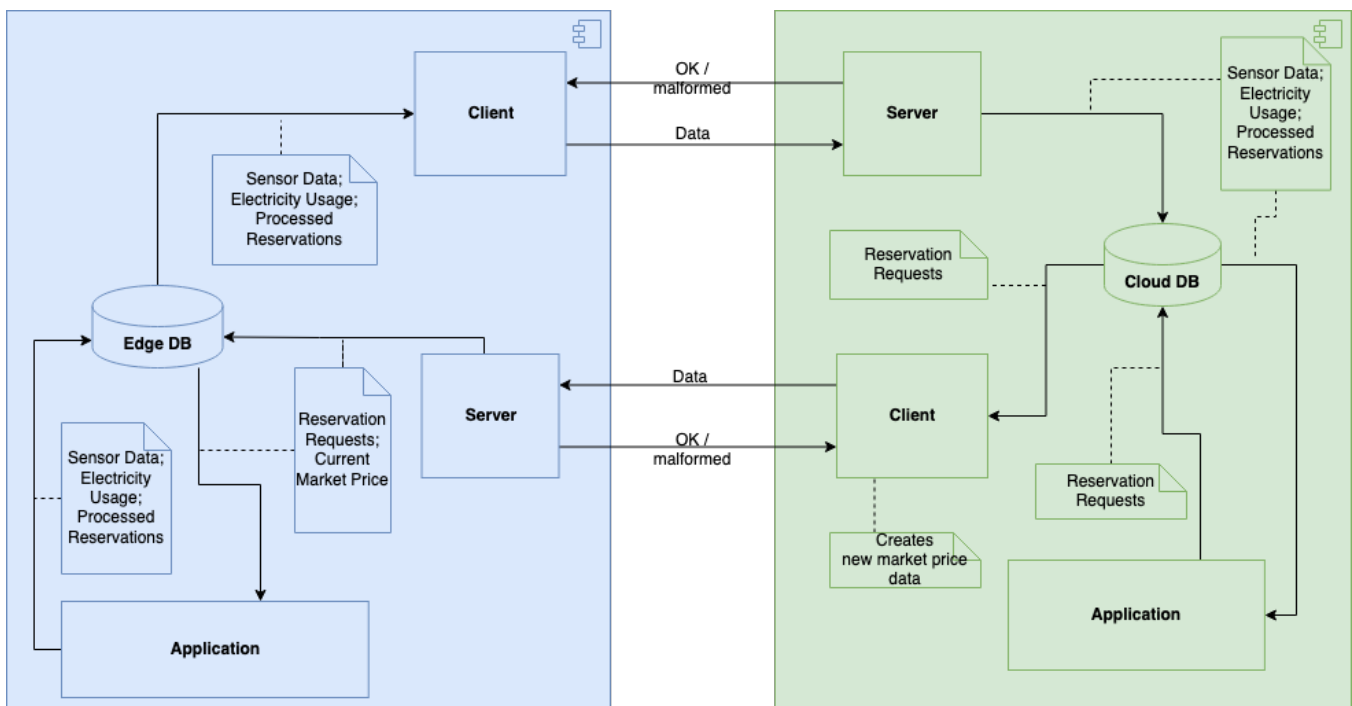 OK /
malformed
Client
Server
Data
Sensor Data;
Electricity
Usage;
Processed
Reservations
Sensor Data;
Electricity Usage;
Processed
Reservations
Reservation
Requests
Cloud DB
Edge DB
Data
Server
Client
OK /
malformed
Reservation
Requests;
Current
Market Price
Sensor Data;
Electricity
Usage;
Processed
Reservations
Reservation
Requests
Creates
new market price
data
Application
Application